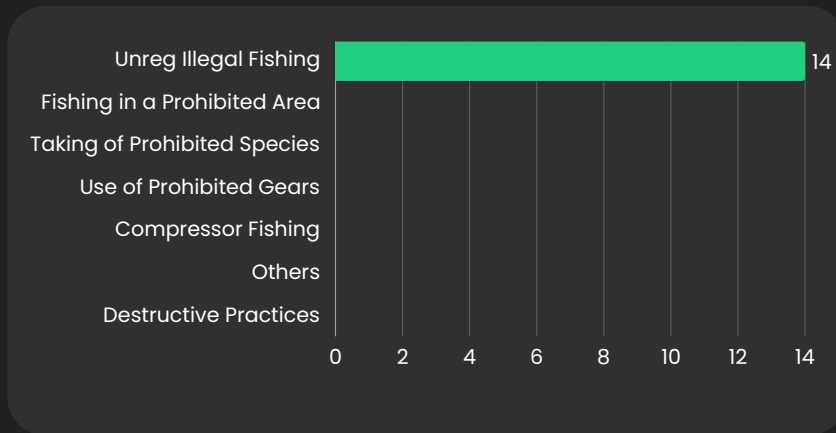 Unreg Illegal Fishing
14
Fishing in a Prohibited Area
Taking of Prohibited Species
Use of Prohibited Gears
Compressor Fishing
Others
Destructive Practices
0 2 4 6 8 10 12 14